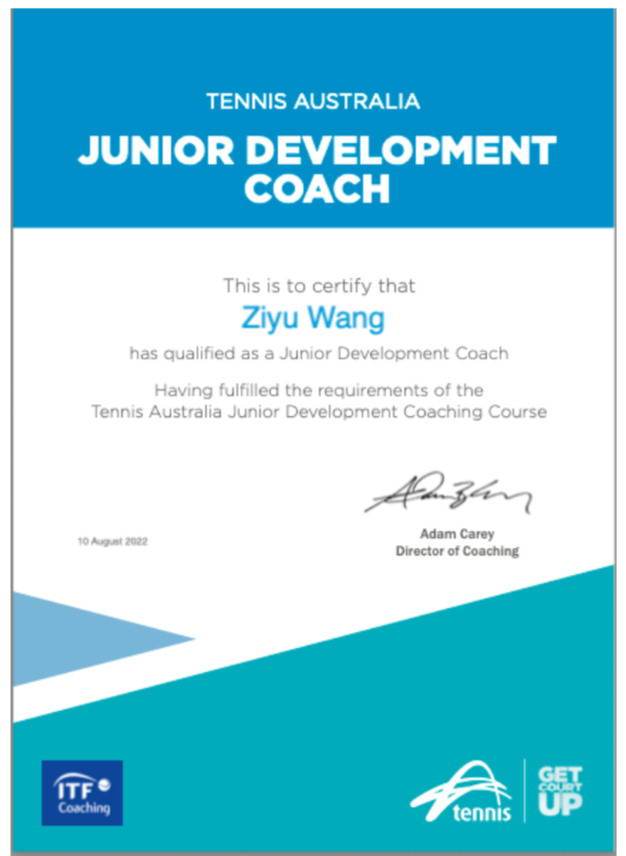 TENNIS AUSTRALIA
JUNIOR DEVELOPMENT
COACH
This is to certify that
Ziyu Wang
has qualified as a Junior Development Coach
Having fulfilled the requirements of the
Tennis Australia Junior Development Coaching Course
Adam Carey
10 August 2022
Director of Coaching
ITF
Coaching
tennis
GET
COURT
UP